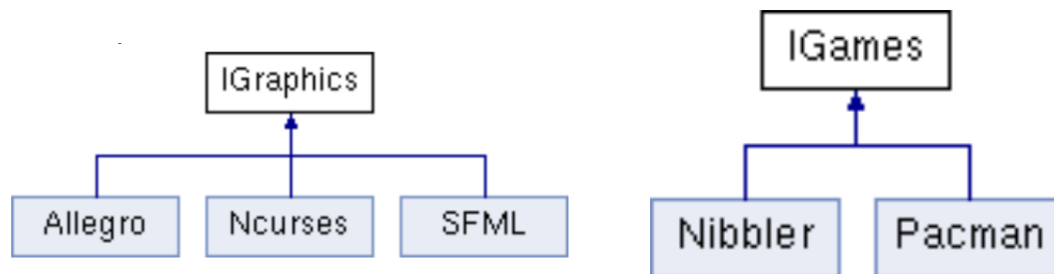 IGraphics
Allegro
Ncurses
SFML
IGames
Nibbler
Pacman